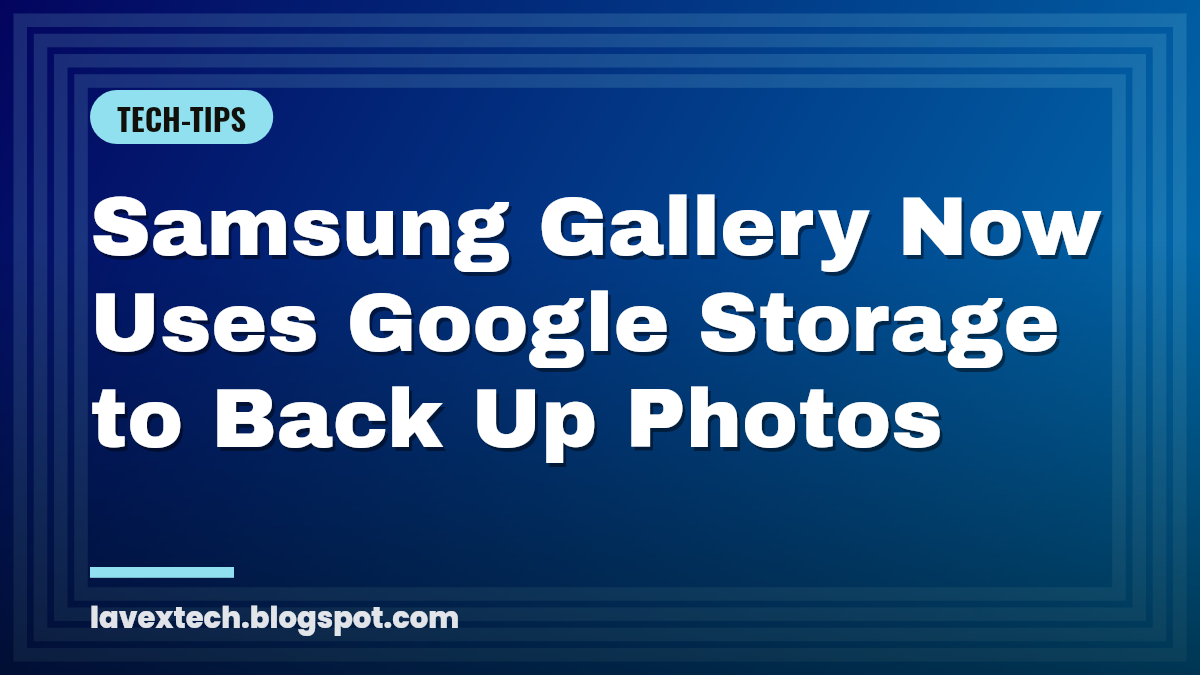 TECH-TIPS
Samsung Gallery Now
Uses Google Storage
to Back Up Photos
lavextech.blogspot.com